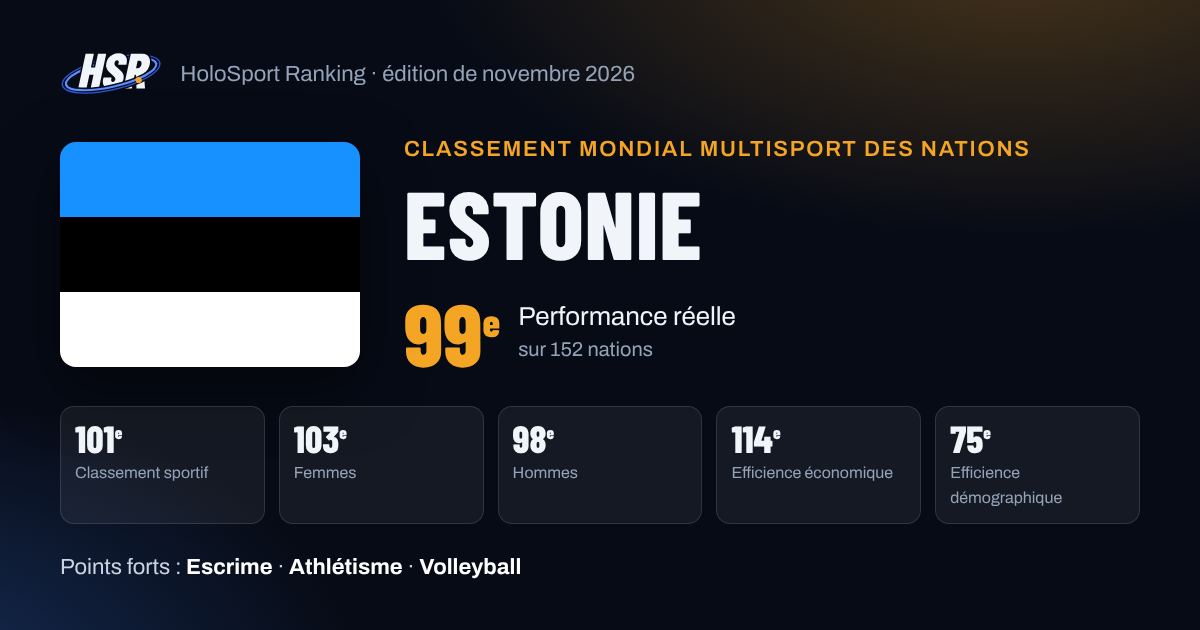 HSR
HoloSport Ranking · édition de novembre 2026
CLASSEMENT MONDIAL MULTISPORT DES NATIONS
ESTONIE
99e
Performance réelle
sur 152 nations
101e
Classement sportif
103e
Femmes
98e
Hommes
114e
Efficience économique
75e
Efficience
démographique
Points forts : Escrime · Athlétisme · Volleyball